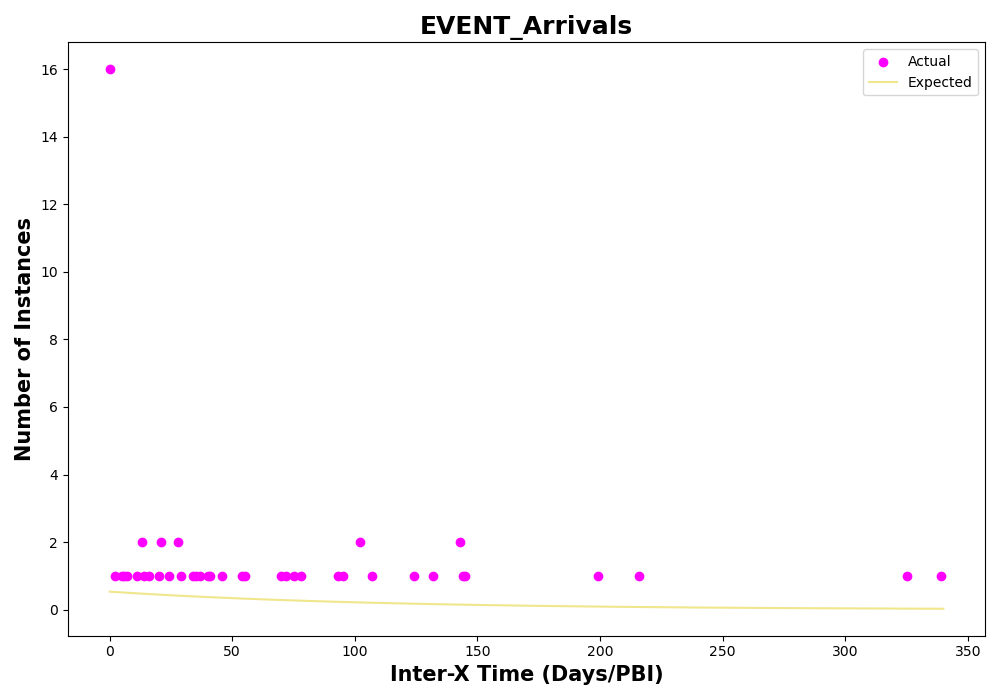 EVENT_Arrivals
Actual
Expected
Number of Instances
16
14
12
10
8
6
4
2
0
0 50 100 150 200 250 300 350
Inter-X Time (Days/PBI)